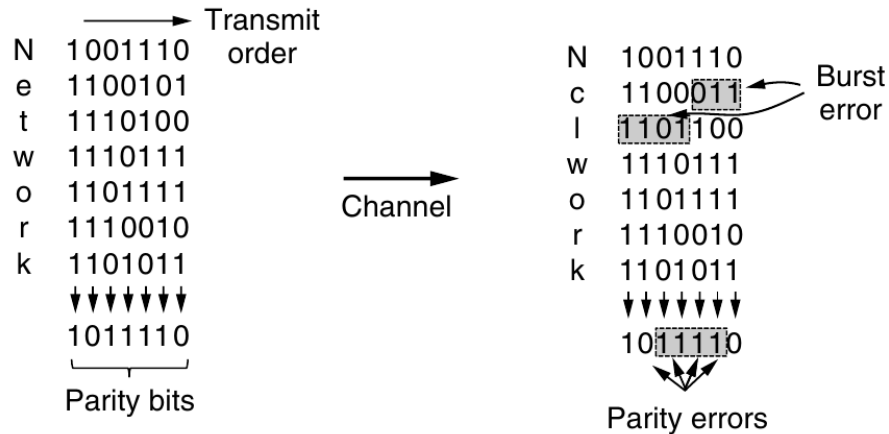 Transmit
order
N 1001110
e 1100101
t 1110100
w 1110111
o 1101111
r 1110010
k 1101011
1011110
Parity bits
Channel
N 1001110
c 1100011
l 1101100
w 1110111
o 1101111
r 1110010
k 1101011
1011110
Parity errors
Burst
error